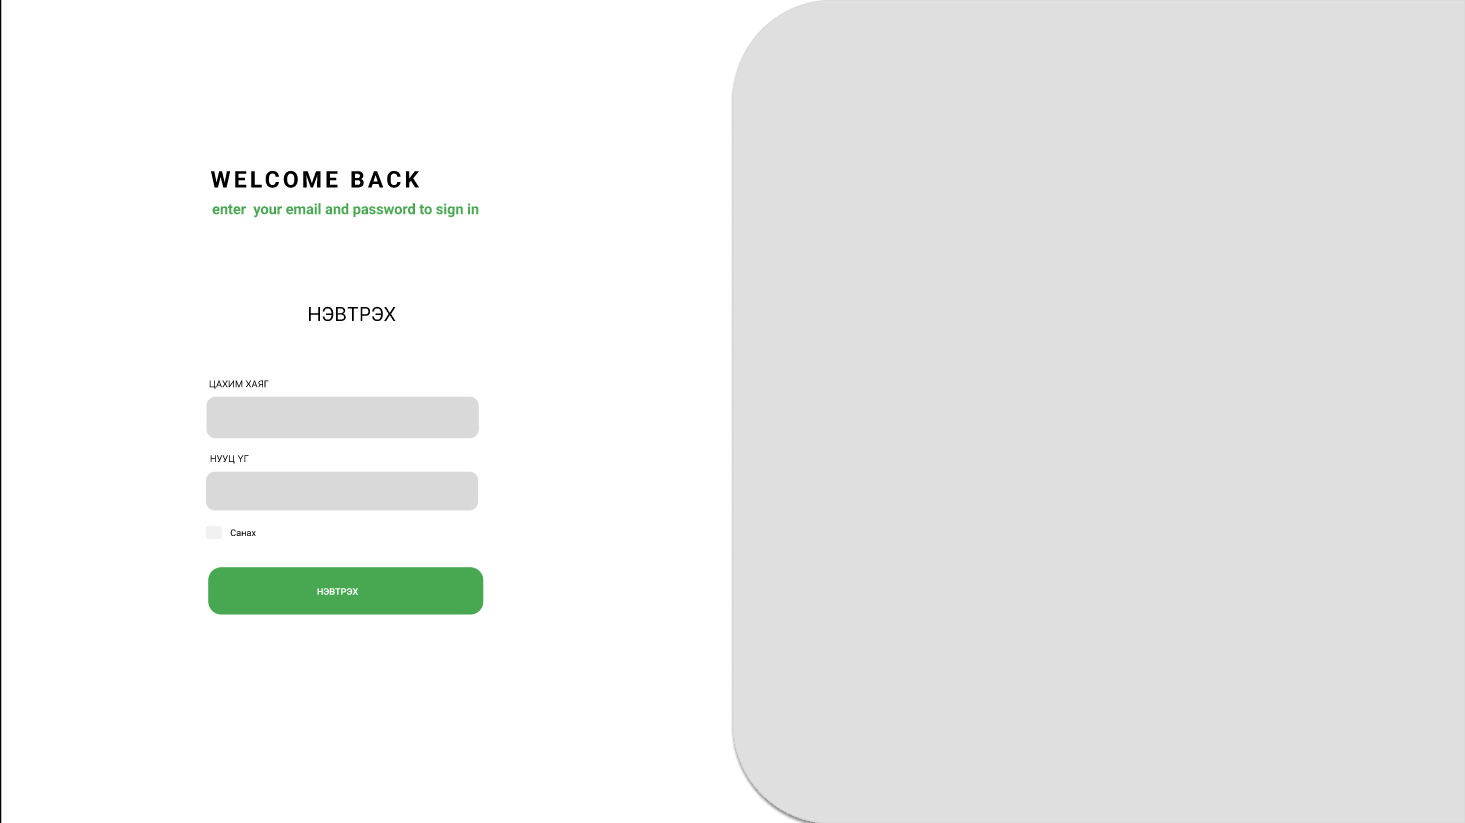 WELCOME BACK
enter your email and password to sign in
НЭВТРЭХ
ЦАХИМ ХАЯГ
НУУЦ ҮГ
Санах
НЭВТРЭХ